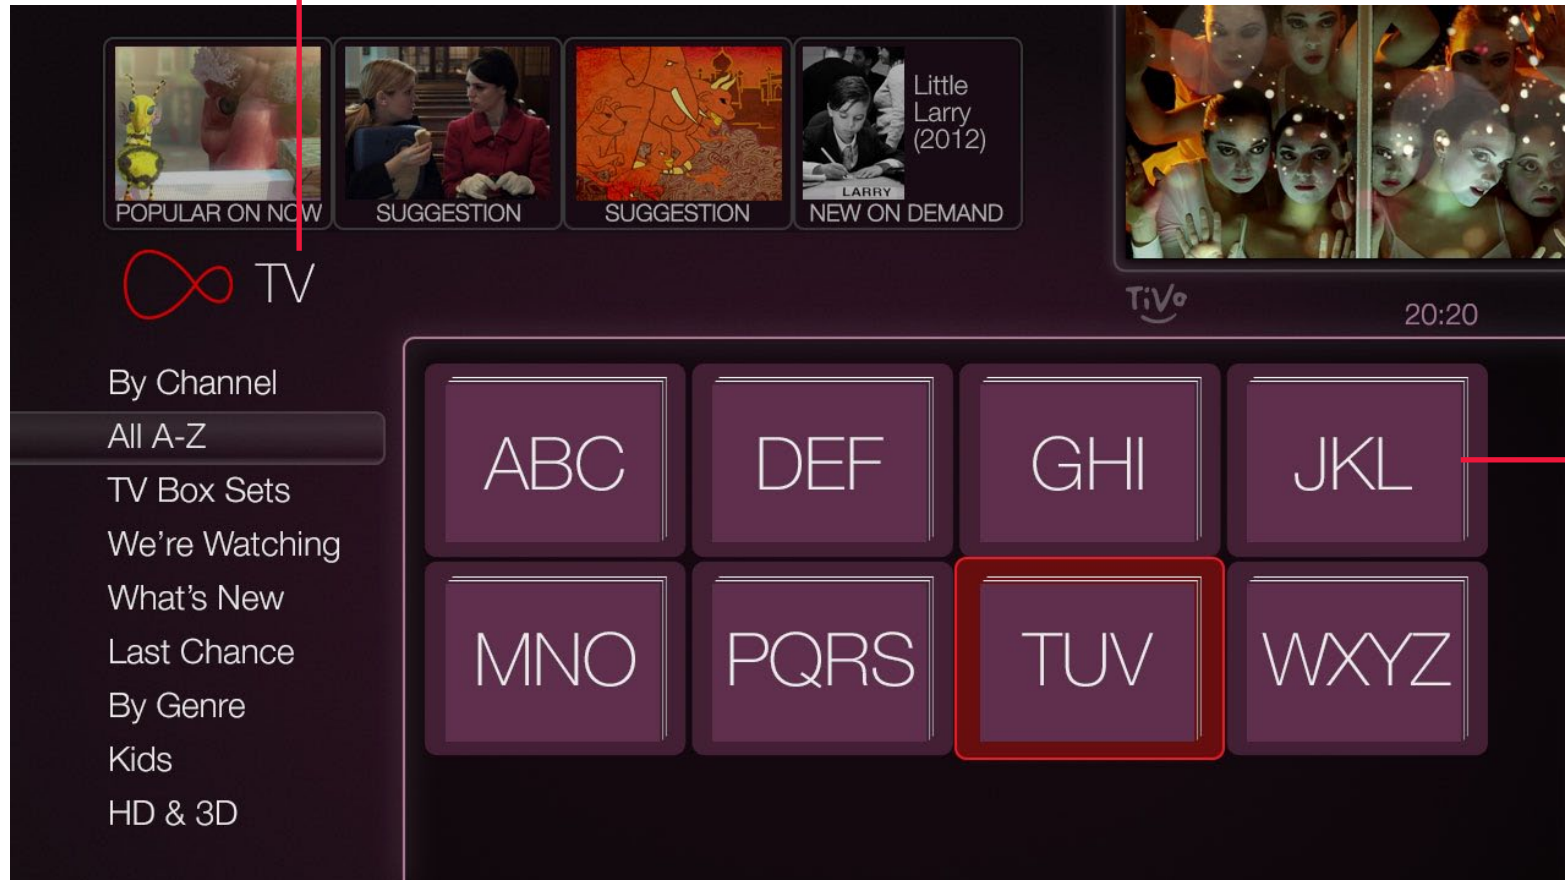 Little
Larry
(2012)
LARRY
POPULAR ON NOW
SUGGESTION
SUGGESTION
NEW ON DEMAND
TV
TiVo
20:20
By Channel
All A-Z
TV Box Sets
We're Watching
What's New
Last Chance
By Genre
Kids
HD & 3D
ABC
DEF
GHI
JKL
MNO
PQRS
TUV
WXYZ